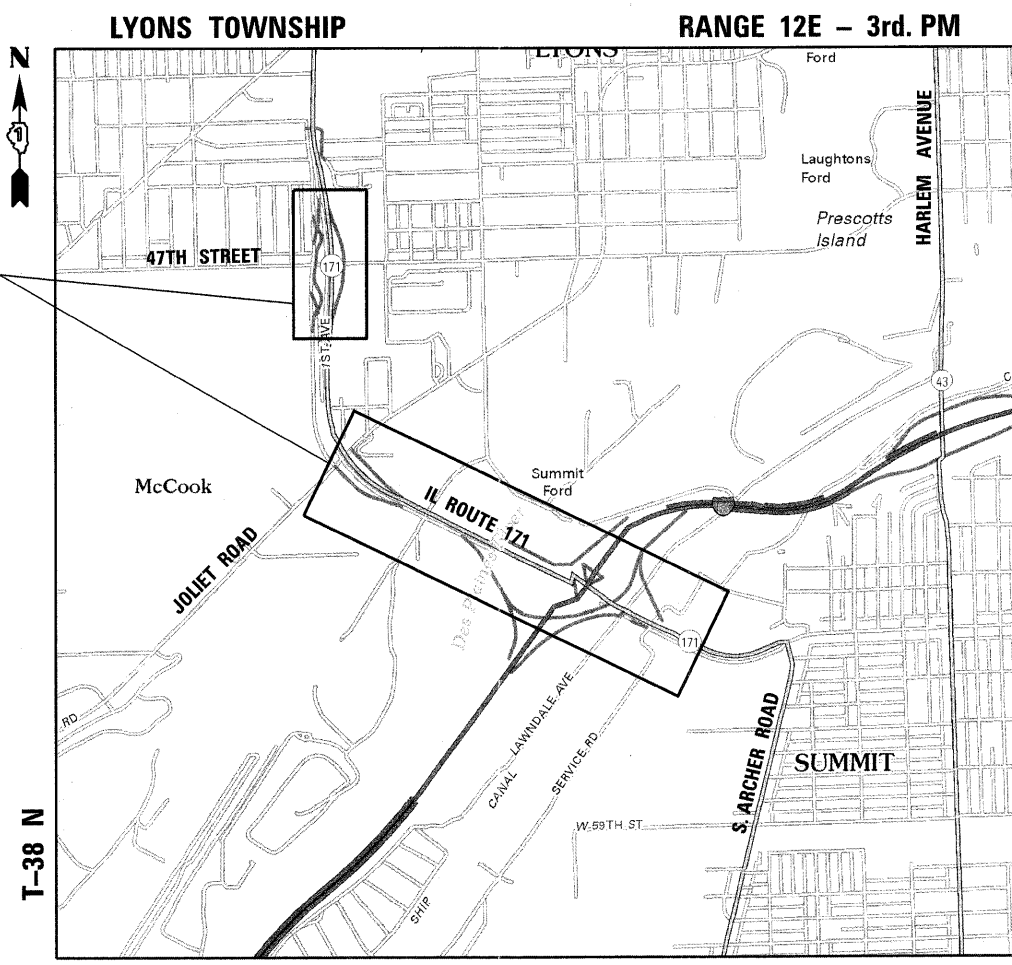 LYONS TOWNSHIP
RANGE 12E – 3rd. PM
N
LYONS
Ford
HARLEM AVENUE
Laughtons
Ford
Prescotts
Island
47TH STREET
171
1ST AVE
43
McCook
Summit
Ford
IL ROUTE 171
JOLIET ROAD
171
RD
CANAL
LAWNDALE AVE
SERVICE RD
S. ARCHER ROAD
SUMMIT
W 59TH ST
T-38 N
SHIP